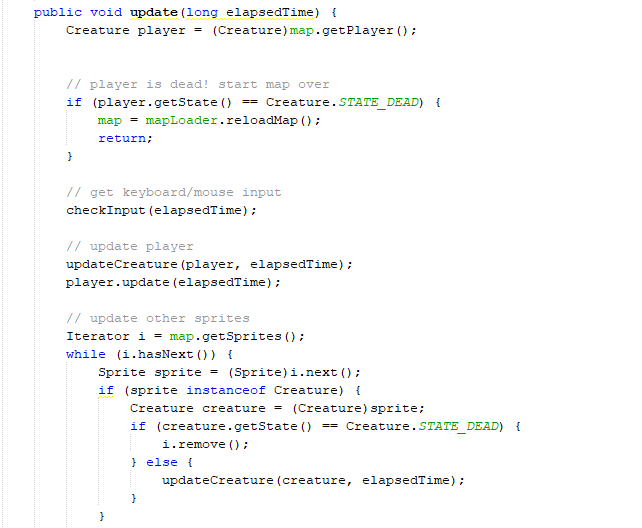 public void update(long elapsedTime) {
Creature player = (Creature)map.getPlayer();
// player is dead! start map over
if (player.getState() == Creature.STATE_DEAD) {
map = mapLoader.reloadMap();
return;
}
// get keyboard/mouse input
checkInput(elapsedTime);
// update player
updateCreature(player, elapsedTime);
player.update(elapsedTime);
// update other sprites
Iterator i = map.getSprites();
while (i.hasNext()) {
Sprite sprite = (Sprite)i.next();
if (sprite instanceof Creature) {
Creature creature = (Creature)sprite;
if (creature.getState() == Creature.STATE_DEAD) {
i.remove();
} else {
updateCreature(creature, elapsedTime);
}
}